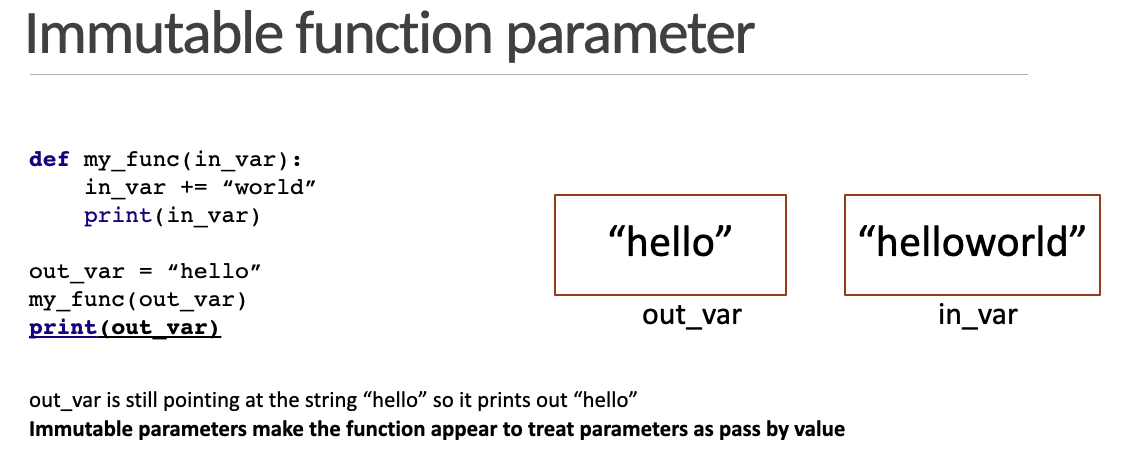 Immutable function parameter
def my_func(in_var):
    in_var += “world”
    print(in_var)
out_var = “hello”
my_func(out_var)
print(out_var)
“hello”
out_var
“helloworld”
in_var
out_var is still pointing at the string “hello” so it prints out “hello”
Immutable parameters make the function appear to treat parameters as pass by value